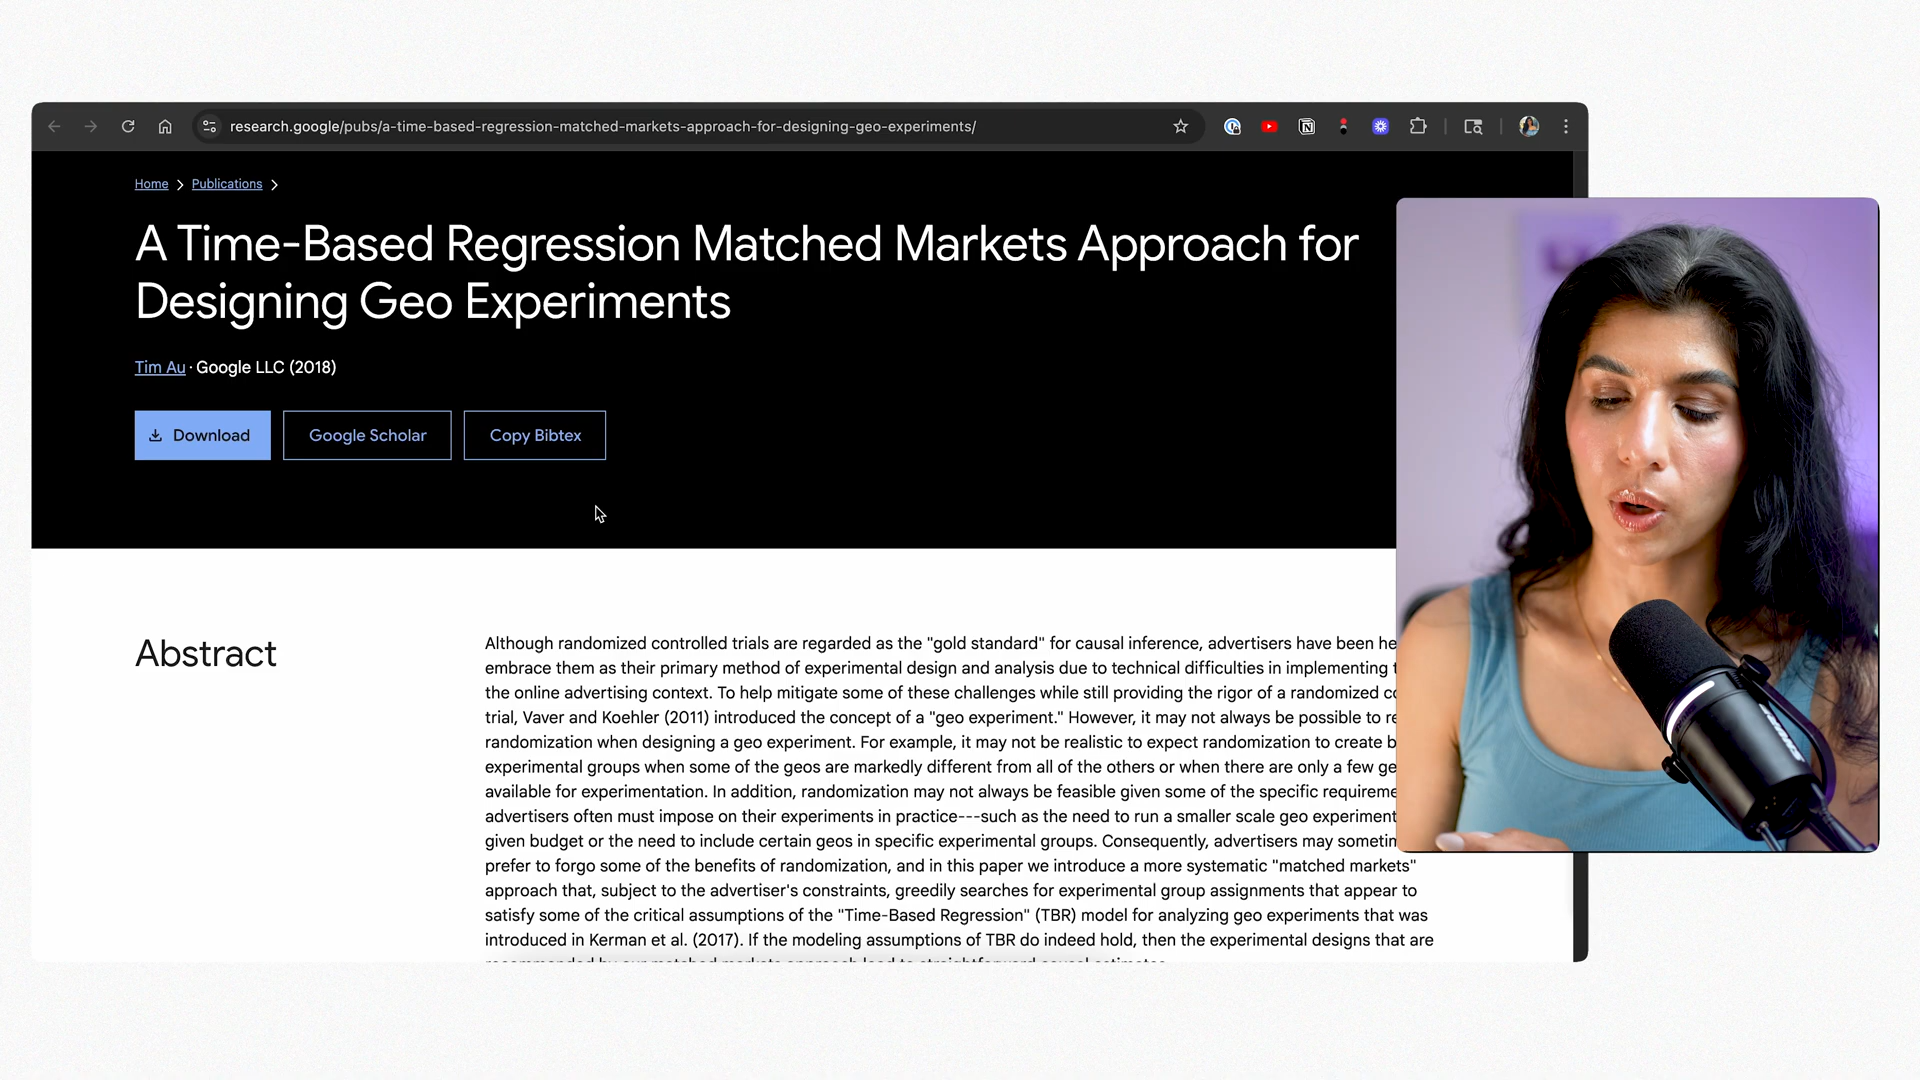 research.google/pubs/a-time-based-regression-matched-markets-approach-for-designing-geo-experiments/
Home
Publications
A Time-Based Regression Matched Markets Approach for
Designing Geo Experiments
Tim Au · Google LLC (2018)
Download
Google Scholar
Copy Bibtex
Abstract
Although randomized controlled trials are regarded as the "gold standard" for causal inference, advertisers have been he
embrace them as their primary method of experimental design and analysis due to technical difficulties in implementing
the online advertising context. To help mitigate some of these challenges while still providing the rigor of a randomized
trial, Vaver and Koehler (2011) introduced the concept of a "geo experiment." However, it may not always be possible to
randomization when designing a geo experiment. For example, it may not be realistic to expect randomization to create
experimental groups when some of the geos are markedly different from all of the others or when there are only a few ge
available for experimentation. In addition, randomization may not always be feasible given some of the specific requireme
advertisers often must impose on their experiments in practice---such as the need to run a smaller scale geo experiment
given budget or the need to include certain geos in specific experimental groups. Consequently, advertisers may sometim
prefer to forgo some of the benefits of randomization, and in this paper we introduce a more systematic "matched markets"
approach that, subject to the advertiser's constraints, greedily searches for experimental group assignments that appear to
satisfy some of the critical assumptions of the "Time-Based Regression" (TBR) model for analyzing geo experiments that was
introduced in Kerman et al. (2017). If the modeling assumptions of TBR do indeed hold, then the experimental designs that are
recommended by our matched markets approach lead to straightforward causal estimates.